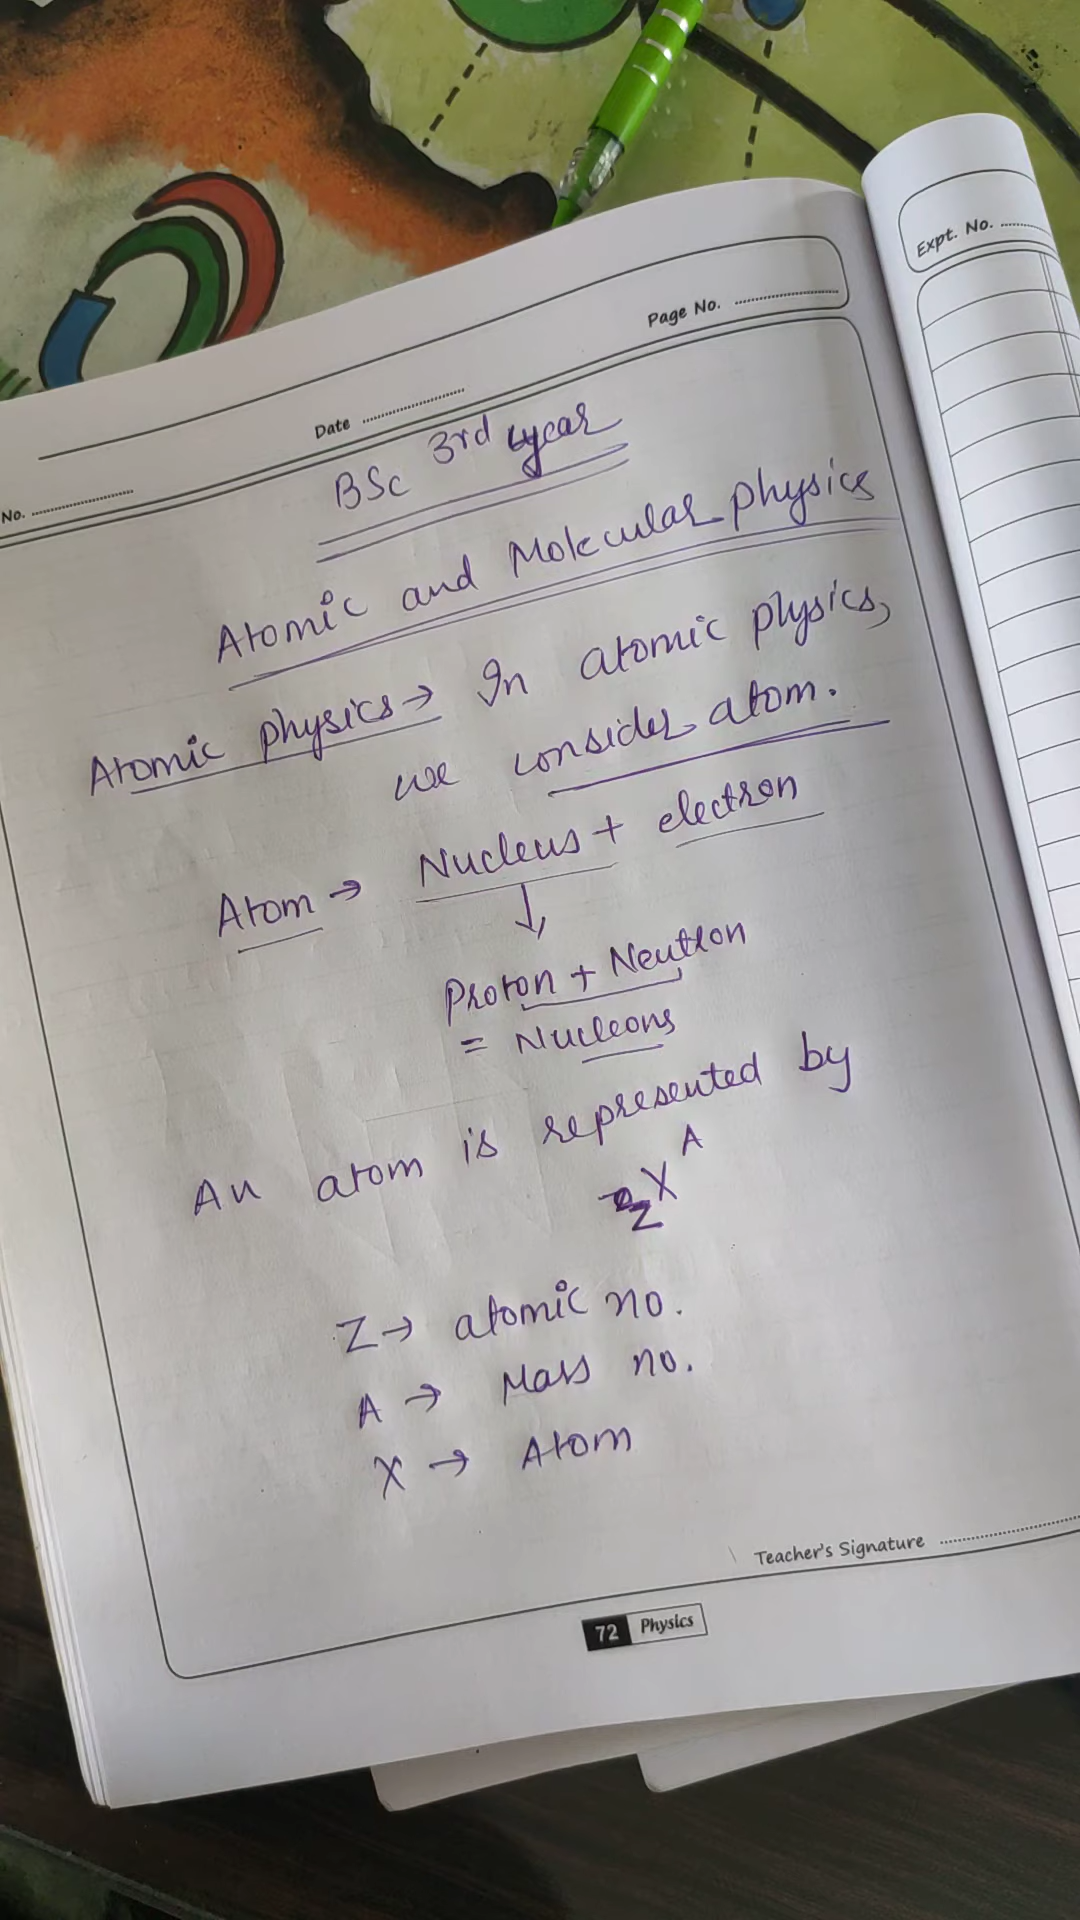 Expt. No. ..........
Page No. ....................
Date ....................
No. ....................
BSc 3rd year
Atomic and Molecular physics
Atomic physics → In atomic physics,
we consider atom.
Atom → Nucleus + electron
↓
Proton + Neutron
= Nucleons
An atom is represented by
ZXᴬ
Z → atomic no.
A → Mass no.
X → Atom
Teacher's Signature ....................
72 Physics